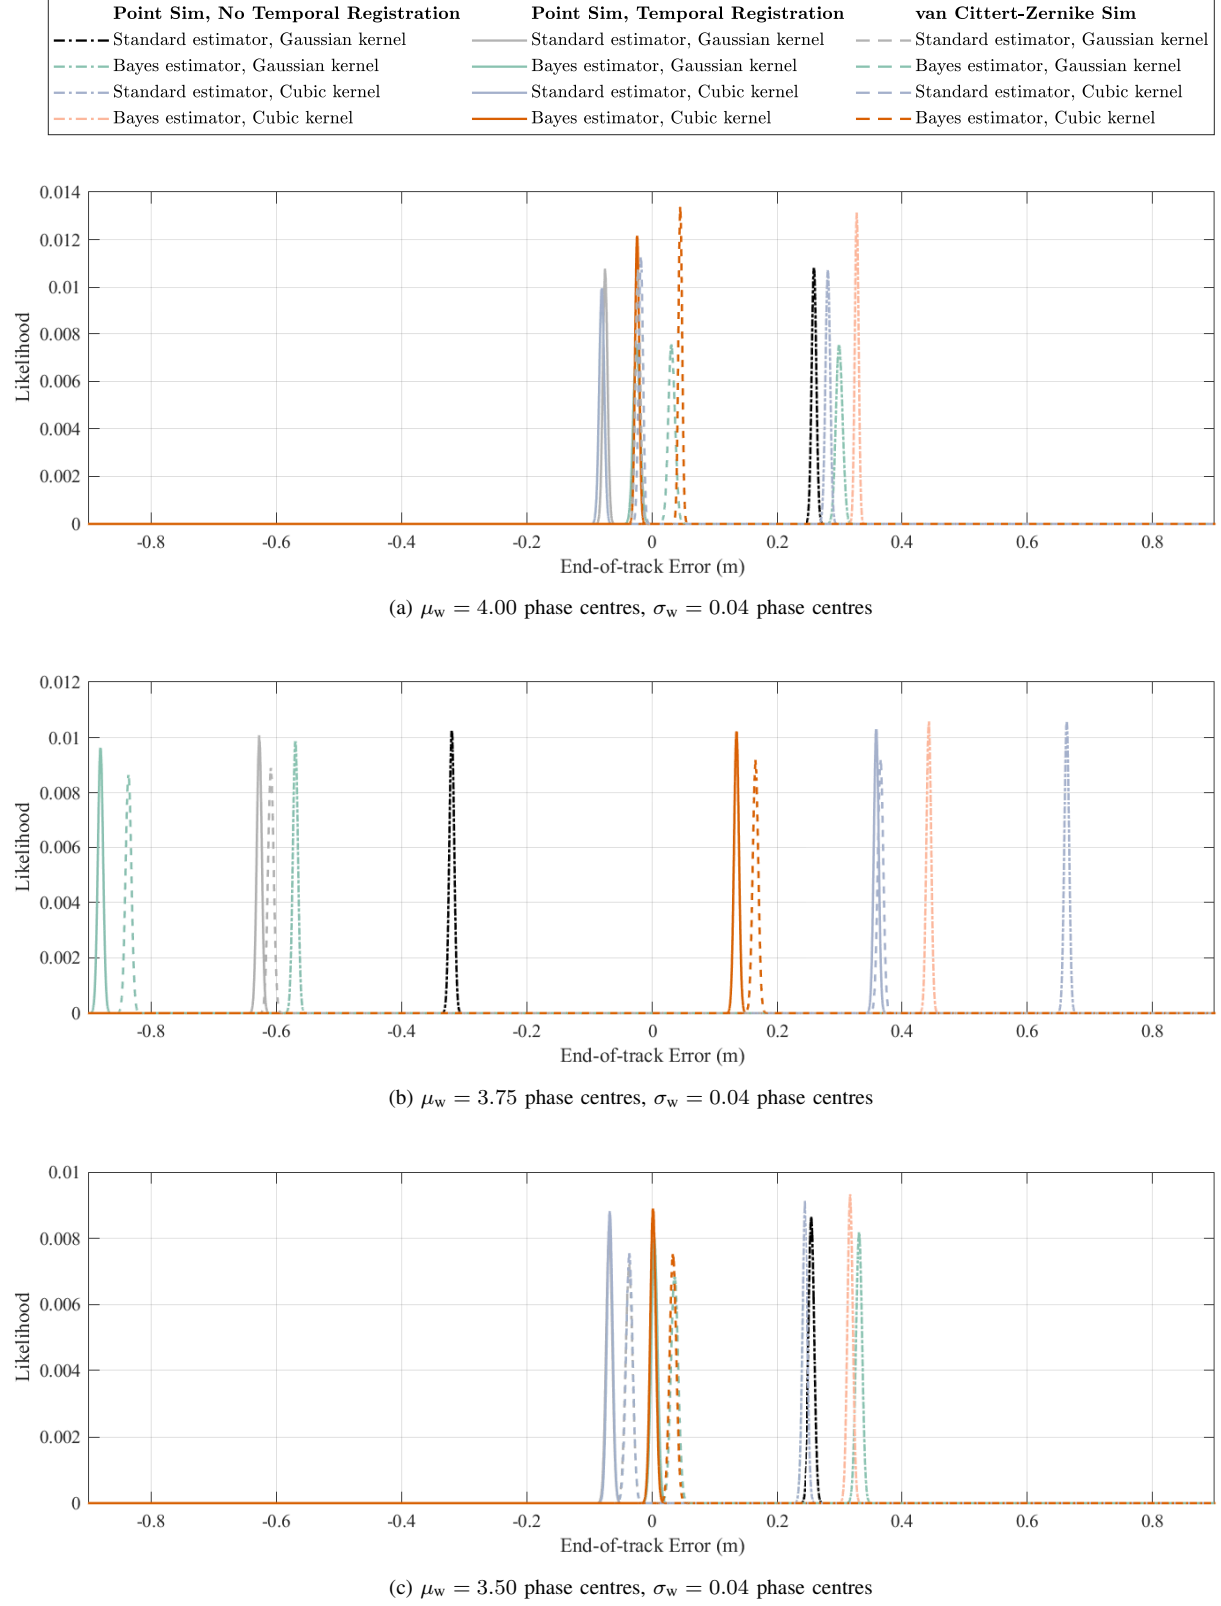 Point Sim, No Temporal Registration Point Sim, Temporal Registration van Cittert-Zernike Sim
Standard estimator, Gaussian kernel Standard estimator, Gaussian kernel Standard estimator, Gaussian kernel
Bayes estimator, Gaussian kernel Bayes estimator, Gaussian kernel Bayes estimator, Gaussian kernel
Standard estimator, Cubic kernel Standard estimator, Cubic kernel Standard estimator, Cubic kernel
Bayes estimator, Cubic kernel Bayes estimator, Cubic kernel Bayes estimator, Cubic kernel
0.014
0.012
0.01
0.008
0.006
0.004
0.002
0
Likelihood
-0.8 -0.6 -0.4 -0.2 0 0.2 0.4 0.6 0.8
End-of-track Error (m)
(a) μw = 4.00 phase centres, σw = 0.04 phase centres
0.012
0.01
0.008
0.006
0.004
0.002
0
Likelihood
-0.8 -0.6 -0.4 -0.2 0 0.2 0.4 0.6 0.8
End-of-track Error (m)
(b) μw = 3.75 phase centres, σw = 0.04 phase centres
0.01
0.008
0.006
0.004
0.002
0
Likelihood
-0.8 -0.6 -0.4 -0.2 0 0.2 0.4 0.6 0.8
End-of-track Error (m)
(c) μw = 3.50 phase centres, σw = 0.04 phase centres